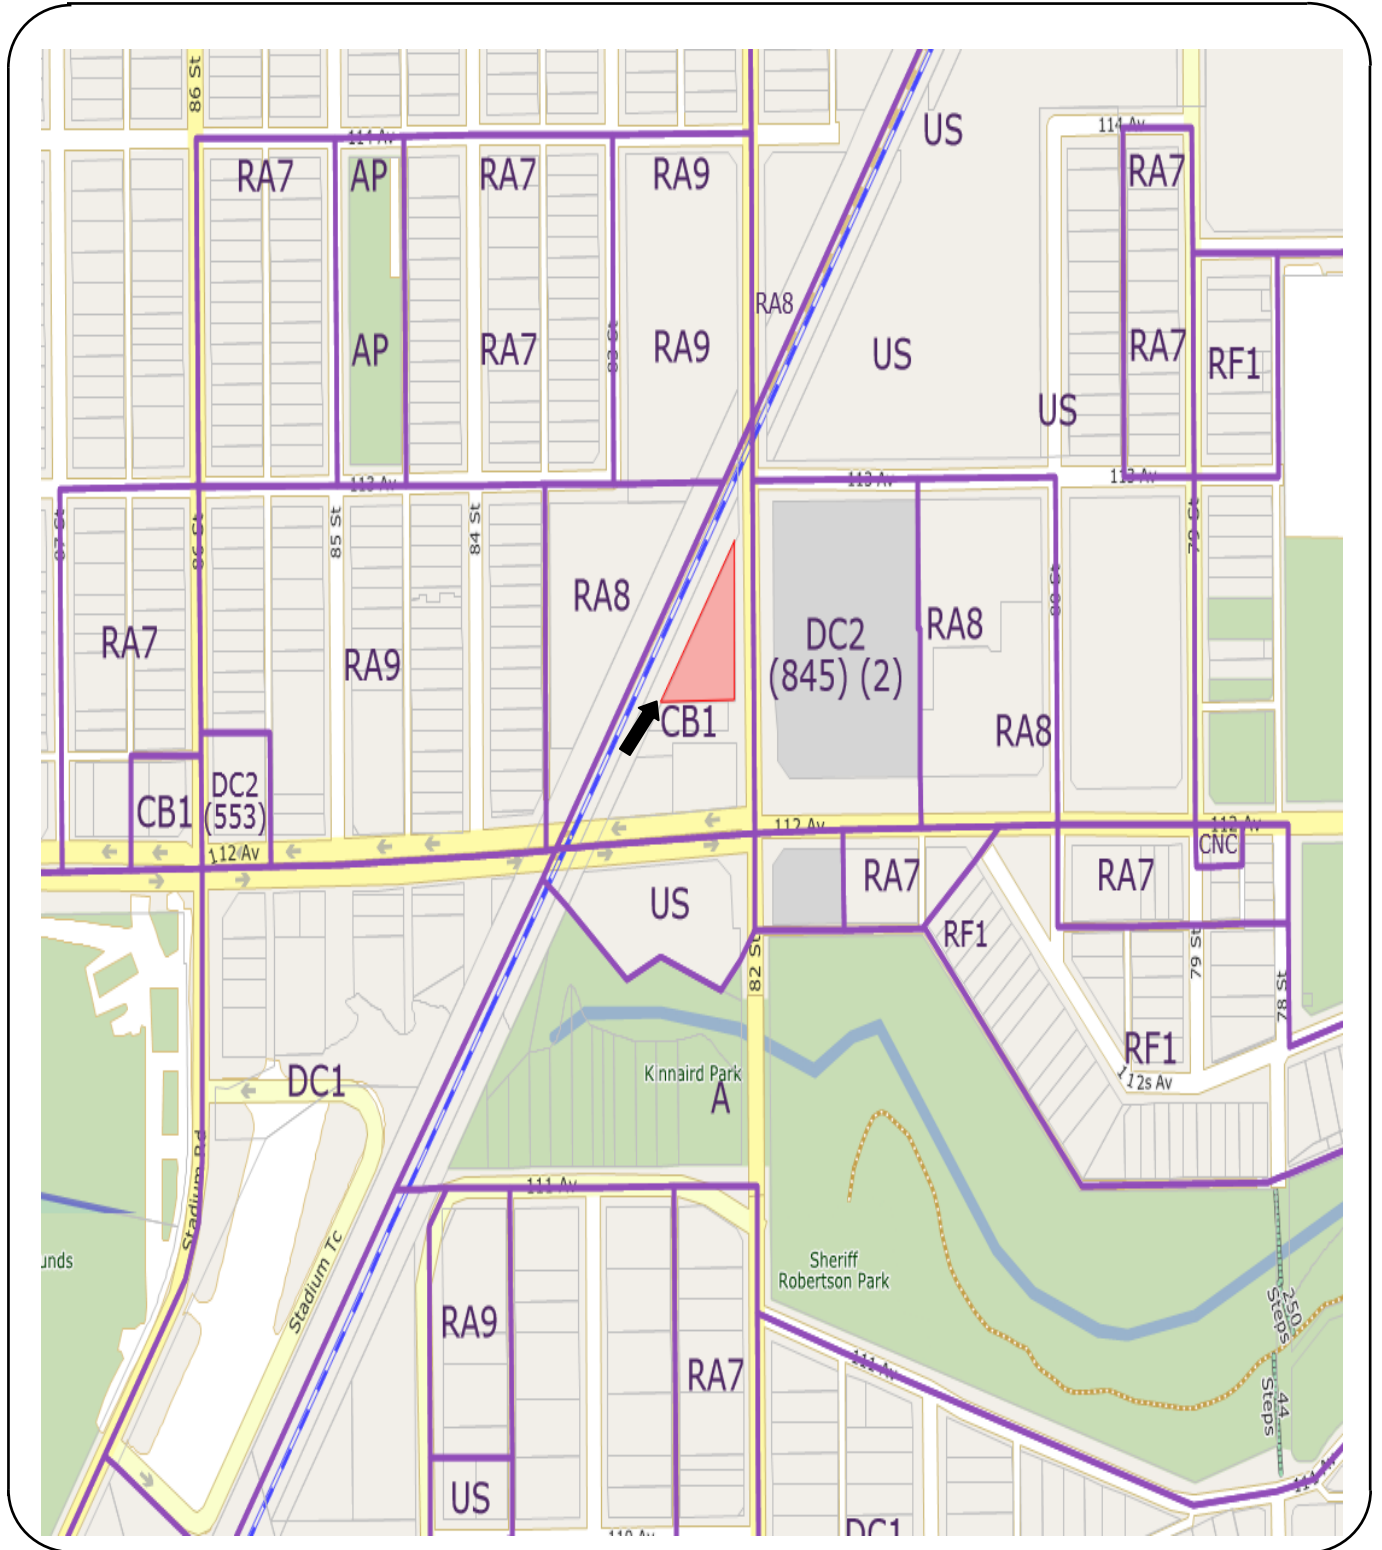 86 St
114 Av
US
114 Av
RA7
AP
RA7
RA9
RA7
RA8
AP
RA7
83 St
RA9
US
RA7
RF1
US
113 Av
113 Av
113 Av
87 St
86 St
85 St
84 St
79 St
RA8
80 St
RA7
RA9
DC2
(845) (2)
RA8
CB1
RA8
CB1
DC2
(553)
112 Av
112 Av
112 Av
CNC
US
RA7
RA7
RF1
82 St
79 St
78 St
RF1
112s Av
Kinnaird Park
A
DC1
Stadium Rd
111 Av
Stadium Tc
unds
Sheriff
Robertson Park
RA9
250
Steps
RA7
111 Av
44
Steps
US
111 Av
DC1
110 Av